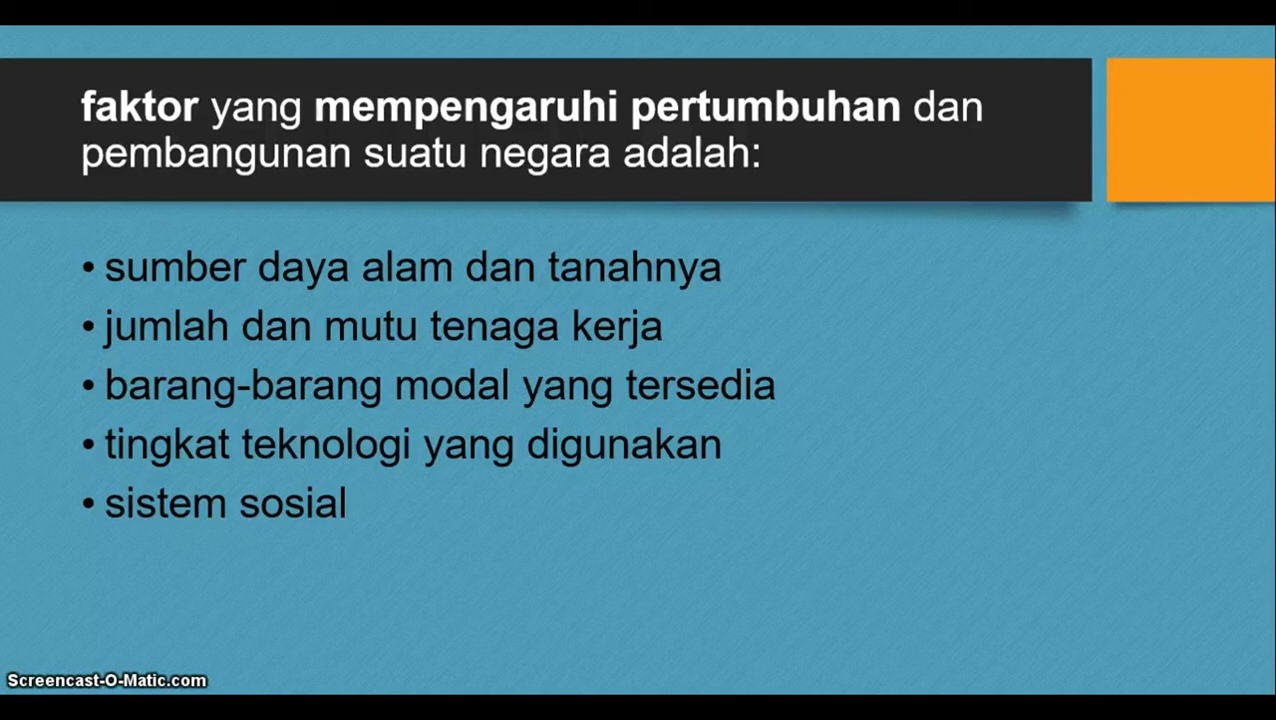 faktor yang mempengaruhi pertumbuhan dan
pembangunan suatu negara adalah:
• sumber daya alam dan tanahnya
• jumlah dan mutu tenaga kerja
• barang-barang modal yang tersedia
• tingkat teknologi yang digunakan
• sistem sosial
Screencast-O-Matic.com